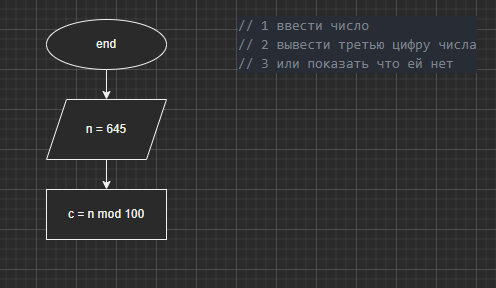 end
n = 645
c = n mod 100
// 1 ввести число
// 2 вывести третью цифру числа
// 3 или показать что ей нет